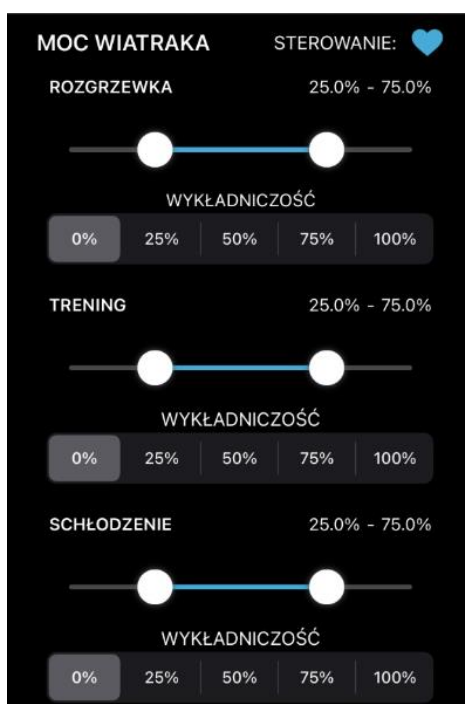 MOC WIATRAKA STEROWANIE:
ROZGRZEWKA 25.0% - 75.0%
WYKŁADNICZOŚĆ
0% 25% 50% 75% 100%
TRENING 25.0% - 75.0%
WYKŁADNICZOŚĆ
0% 25% 50% 75% 100%
SCHŁODZENIE 25.0% - 75.0%
WYKŁADNICZOŚĆ
0% 25% 50% 75% 100%